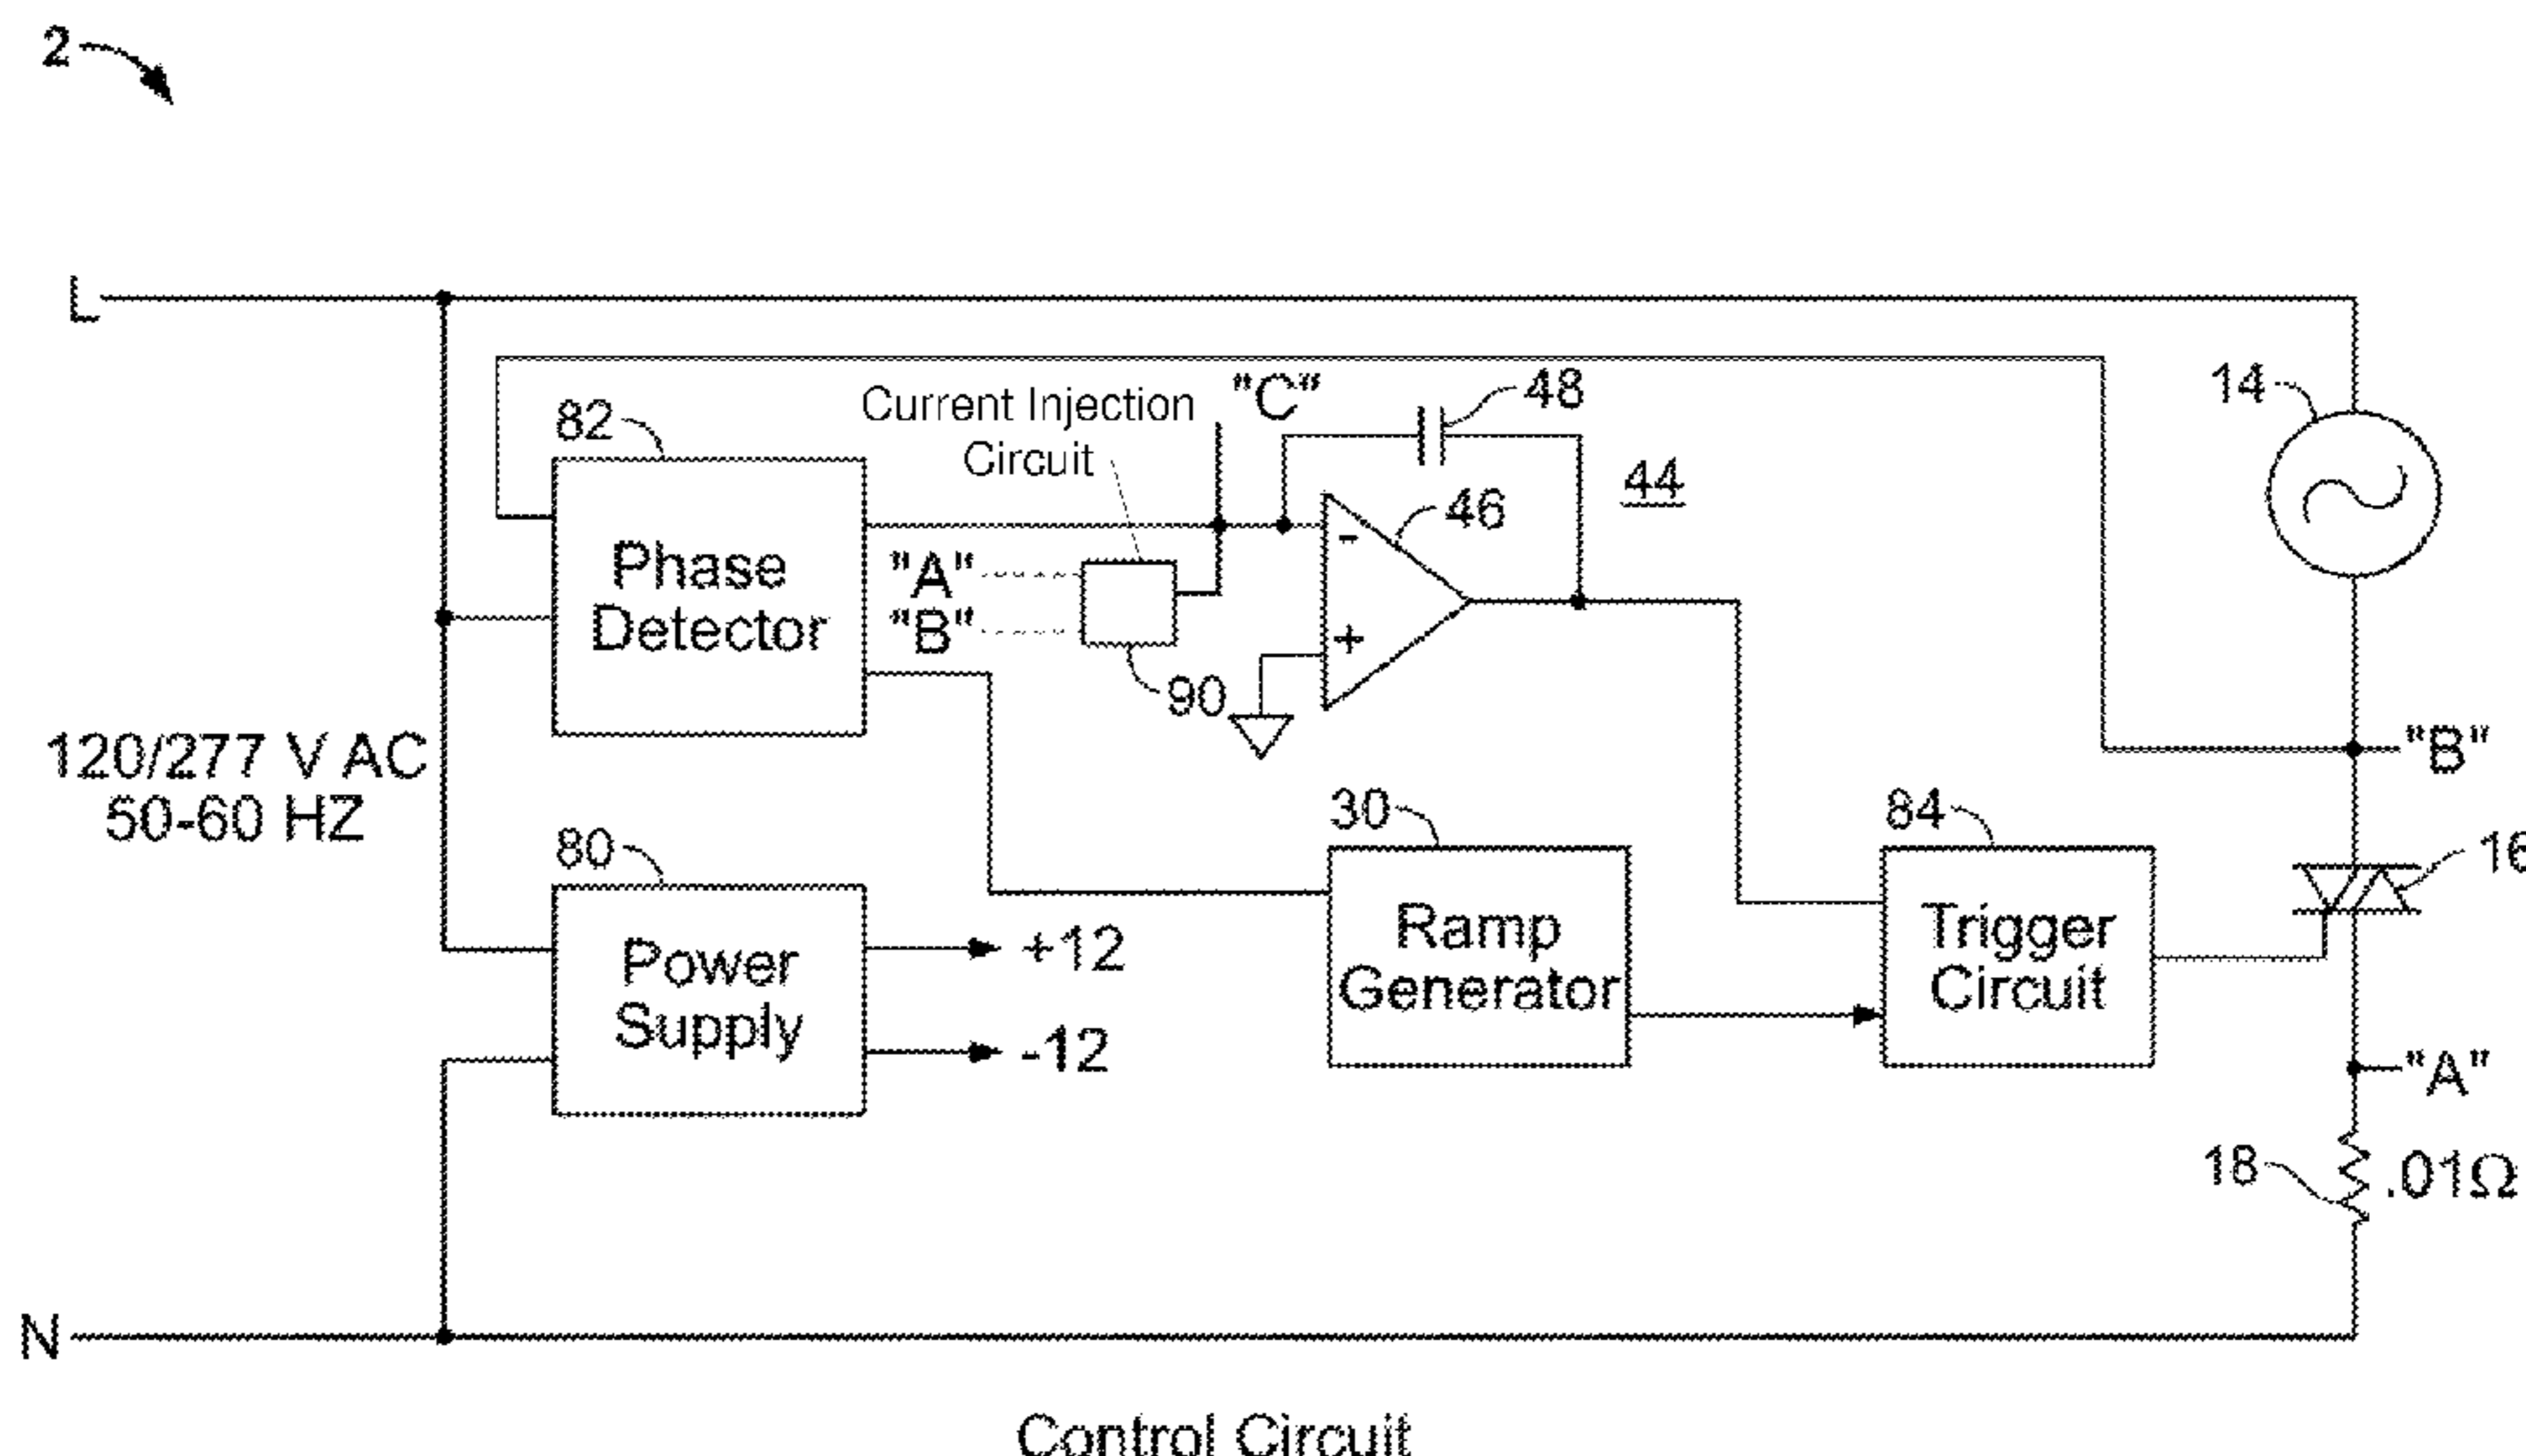 2
L
14
"C"
48
Current Injection
Circuit
82
44
46
Phase
Detector
"A"
"B"
-
+
90
120/277 V AC
50-60 HZ
"B"
30
84
16
80
Ramp
Generator
Trigger
Circuit
Power
Supply
+12
-12
"A"
18
.01Ω
N
Control Circuit